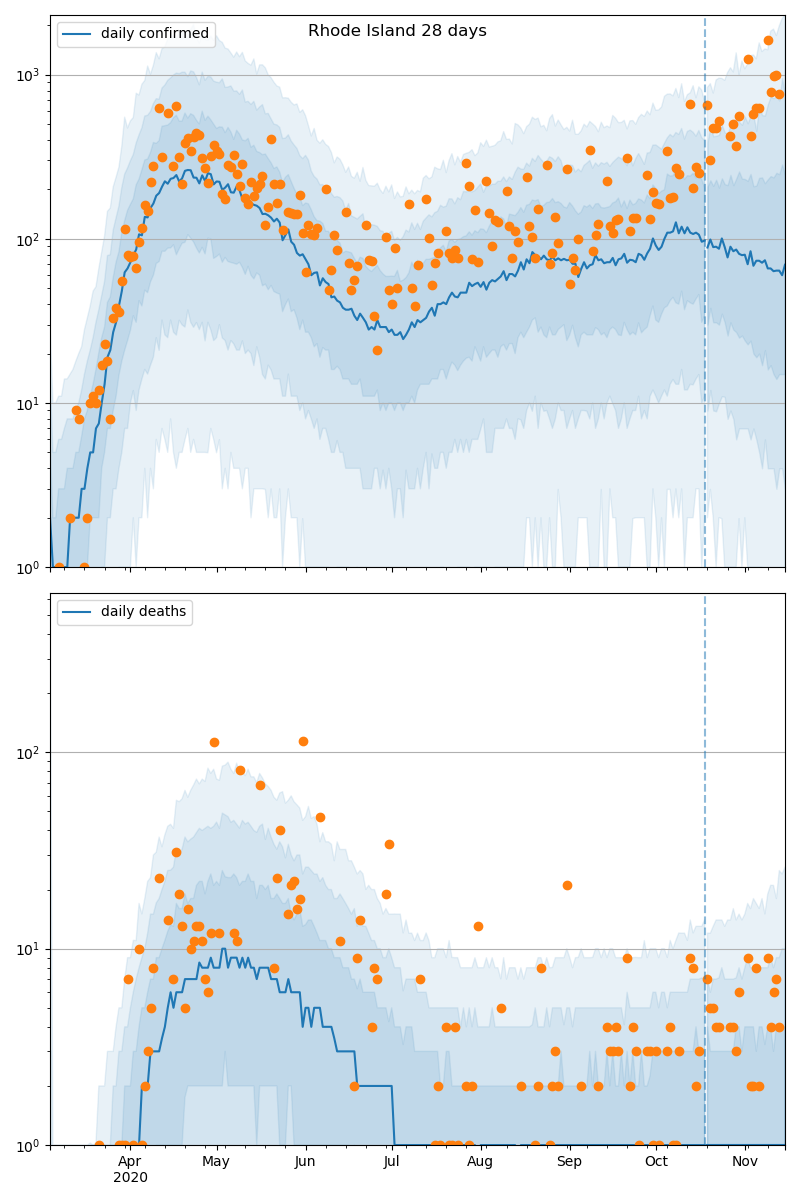 Rhode Island 28 days
daily confirmed
10³
10²
10¹
10⁰
daily deaths
10²
10¹
10⁰
Apr May Jun Jul Aug Sep Oct Nov
2020